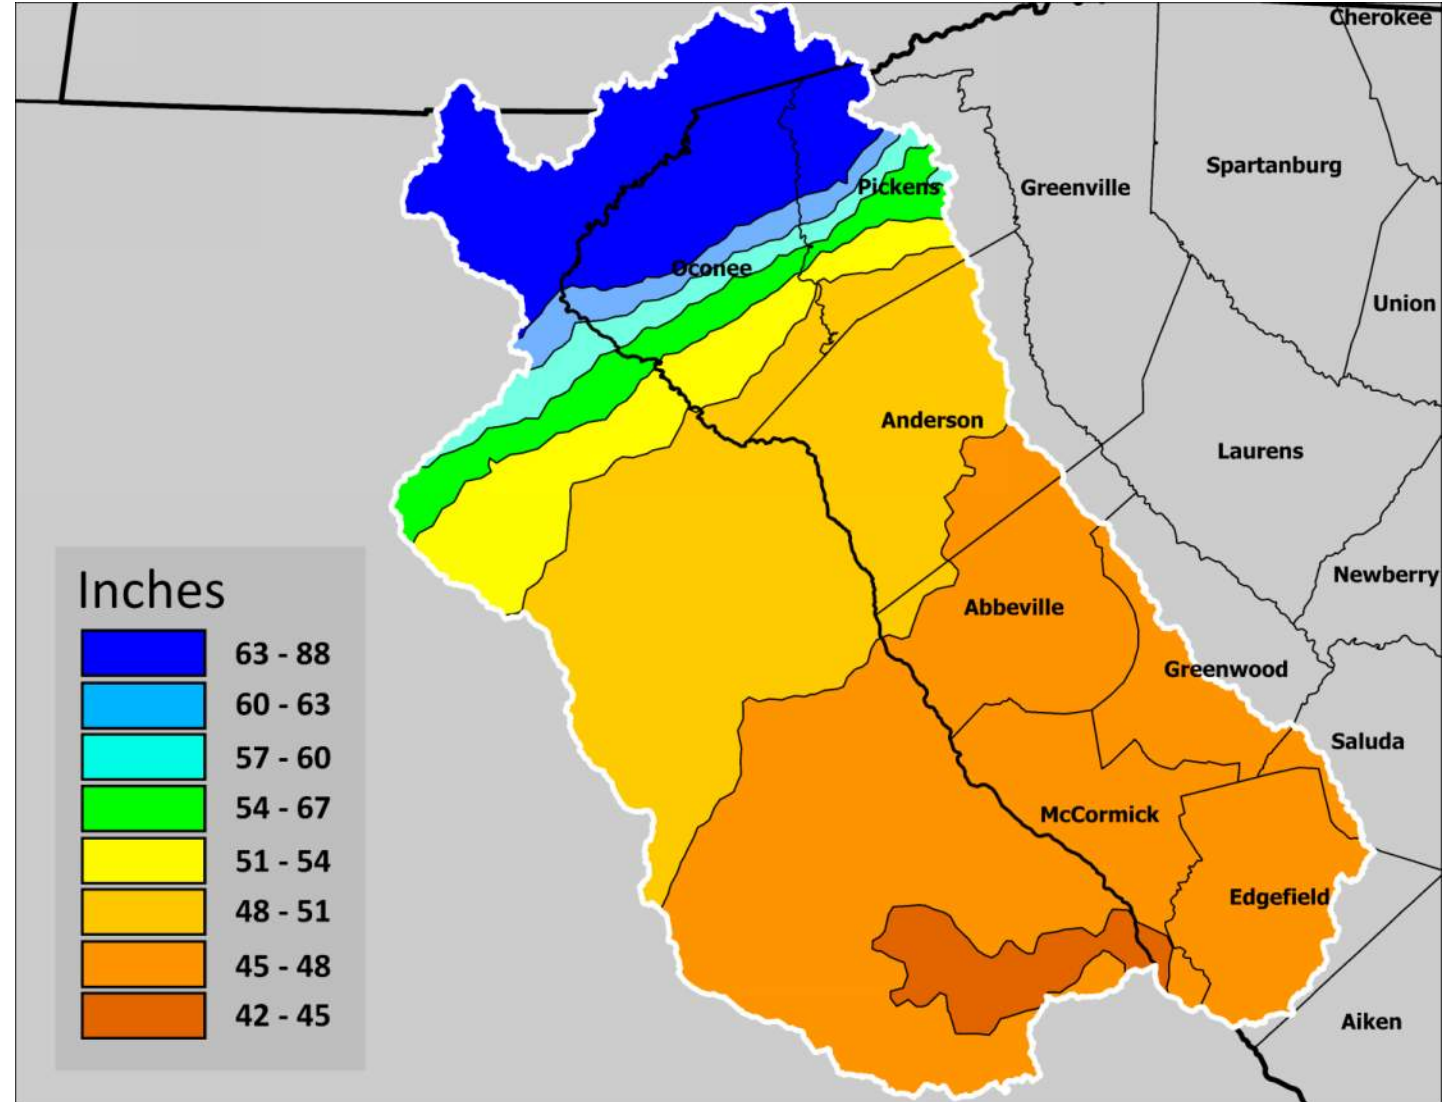 Cherokee
Spartanburg
Pickens
Greenville
Oconee
Union
Anderson
Laurens
Newberry
Abbeville
Greenwood
Saluda
McCormick
Edgefield
Aiken
Inches
63 - 88
60 - 63
57 - 60
54 - 67
51 - 54
48 - 51
45 - 48
42 - 45